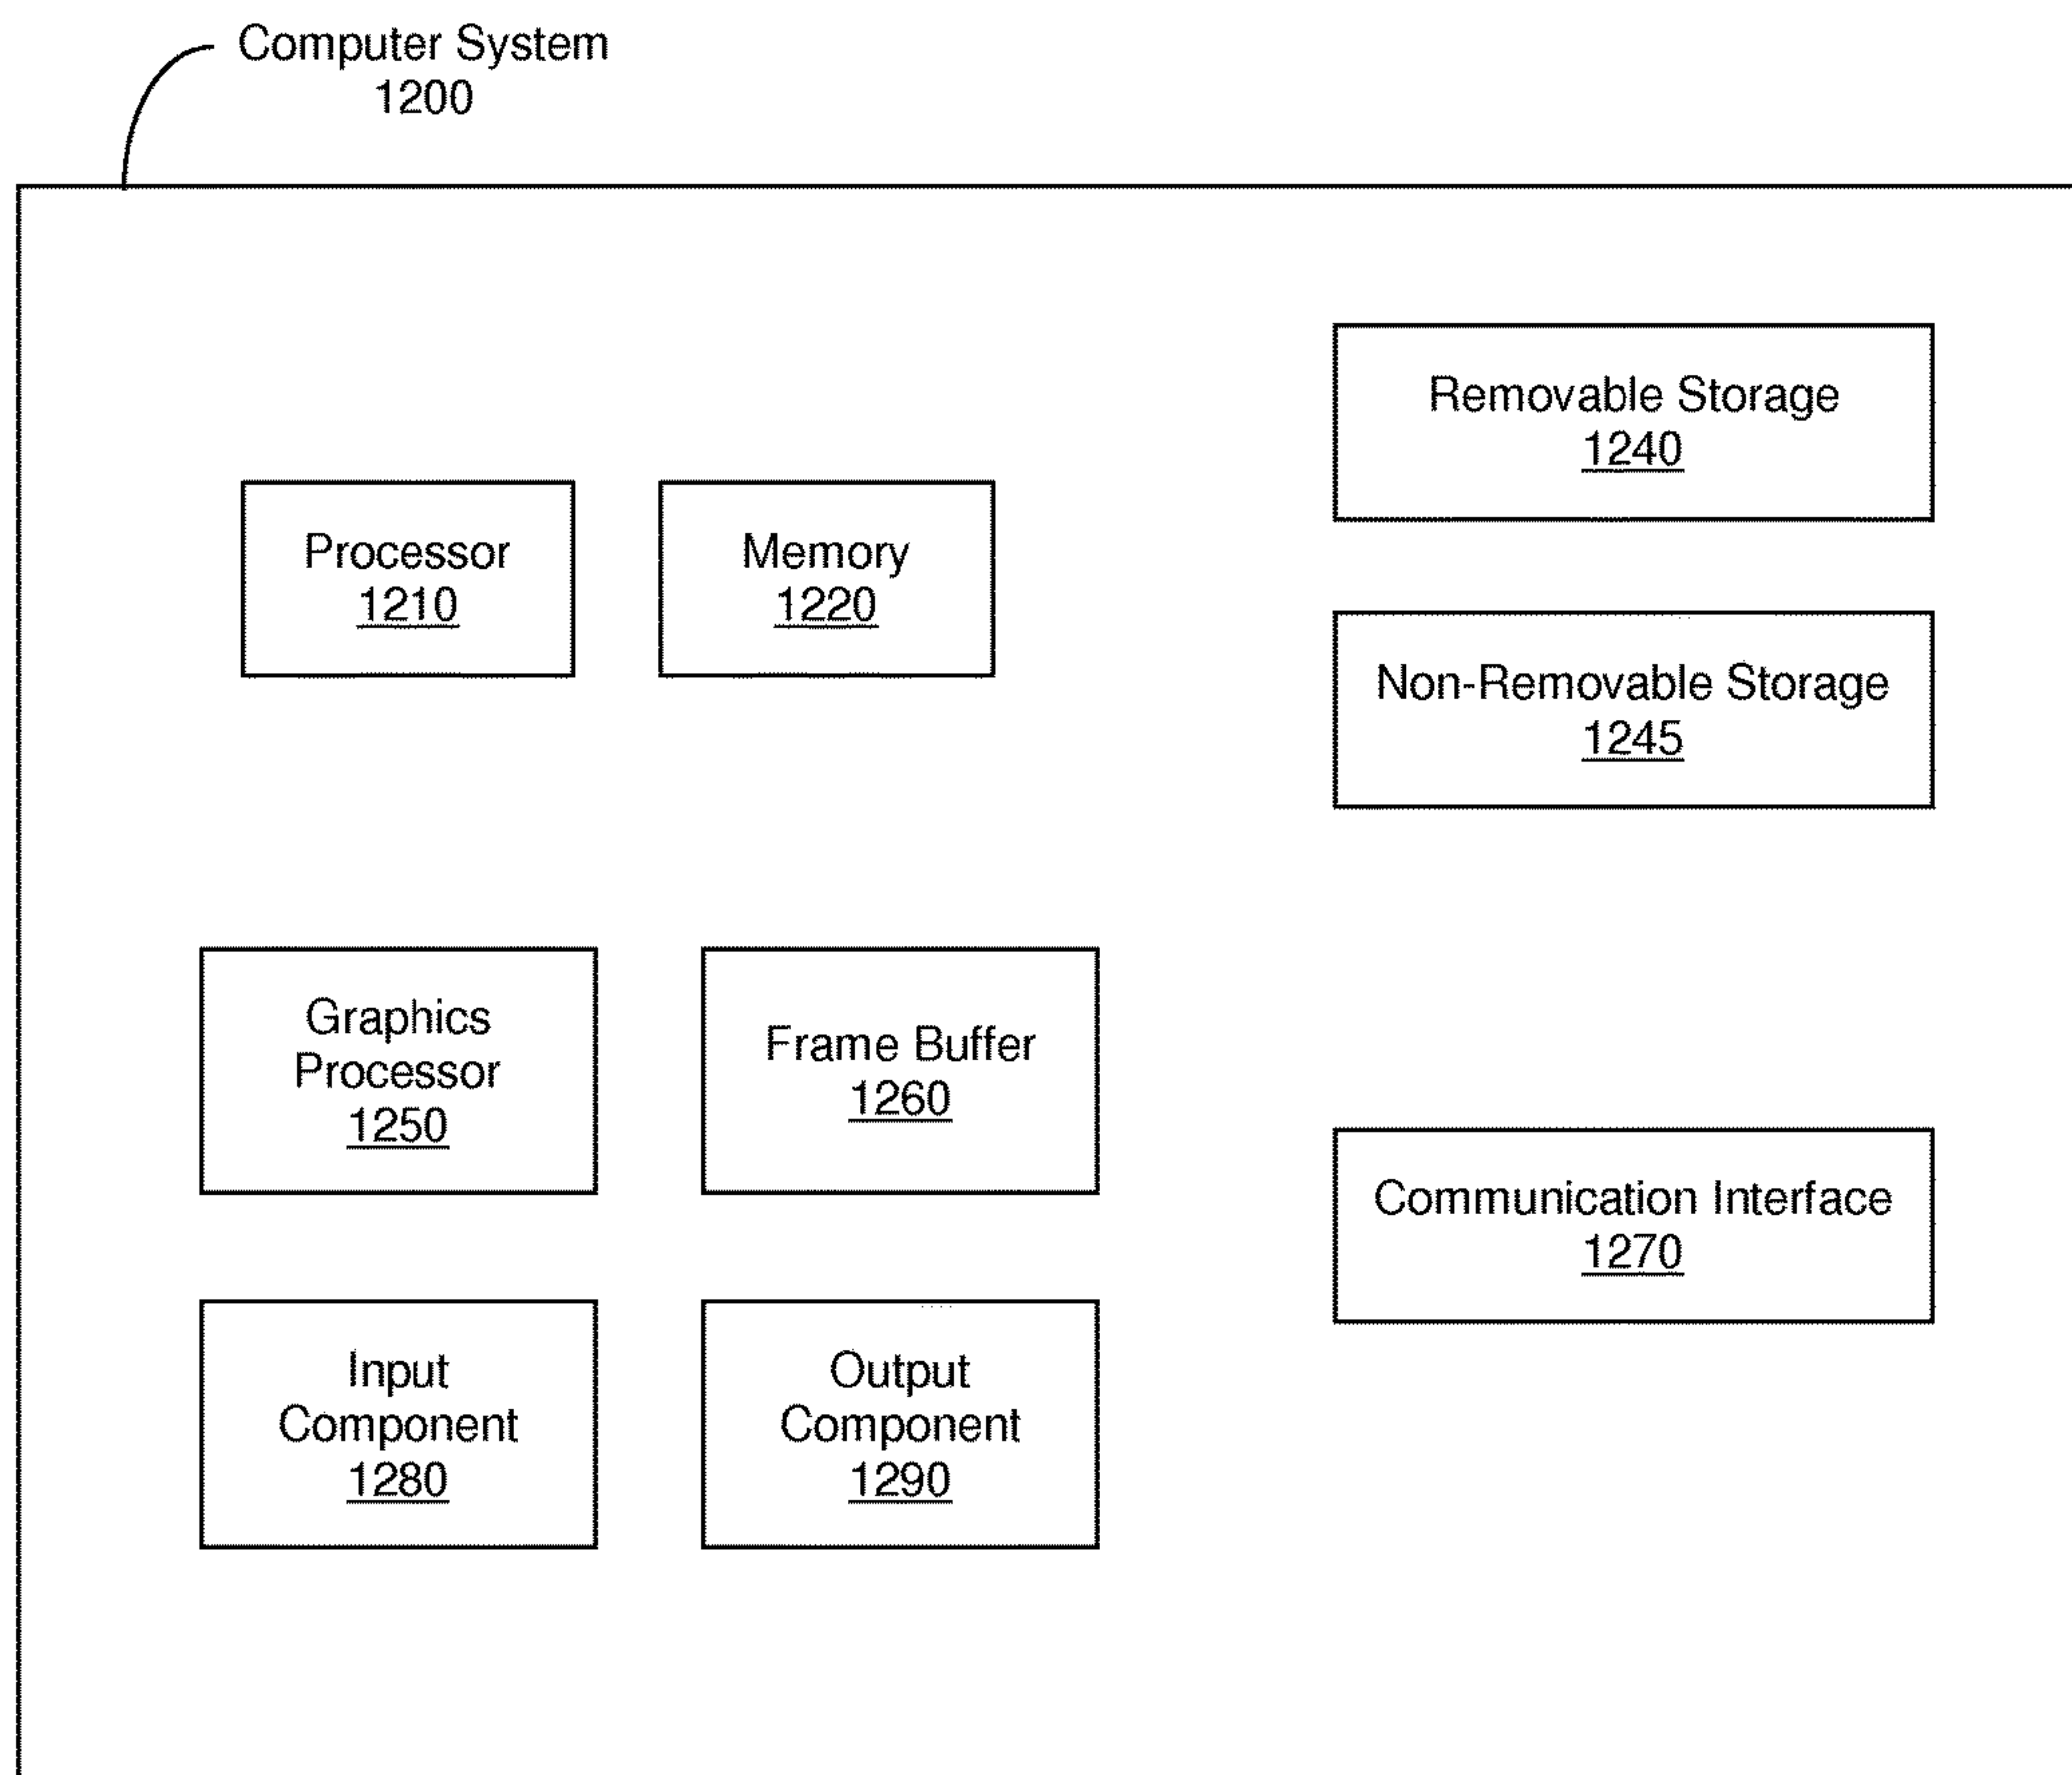 Computer System
1200
Removable Storage
1240
Processor
1210
Memory
1220
Non-Removable Storage
1245
Graphics
Processor
1250
Frame Buffer
1260
Communication Interface
1270
Input
Component
1280
Output
Component
1290